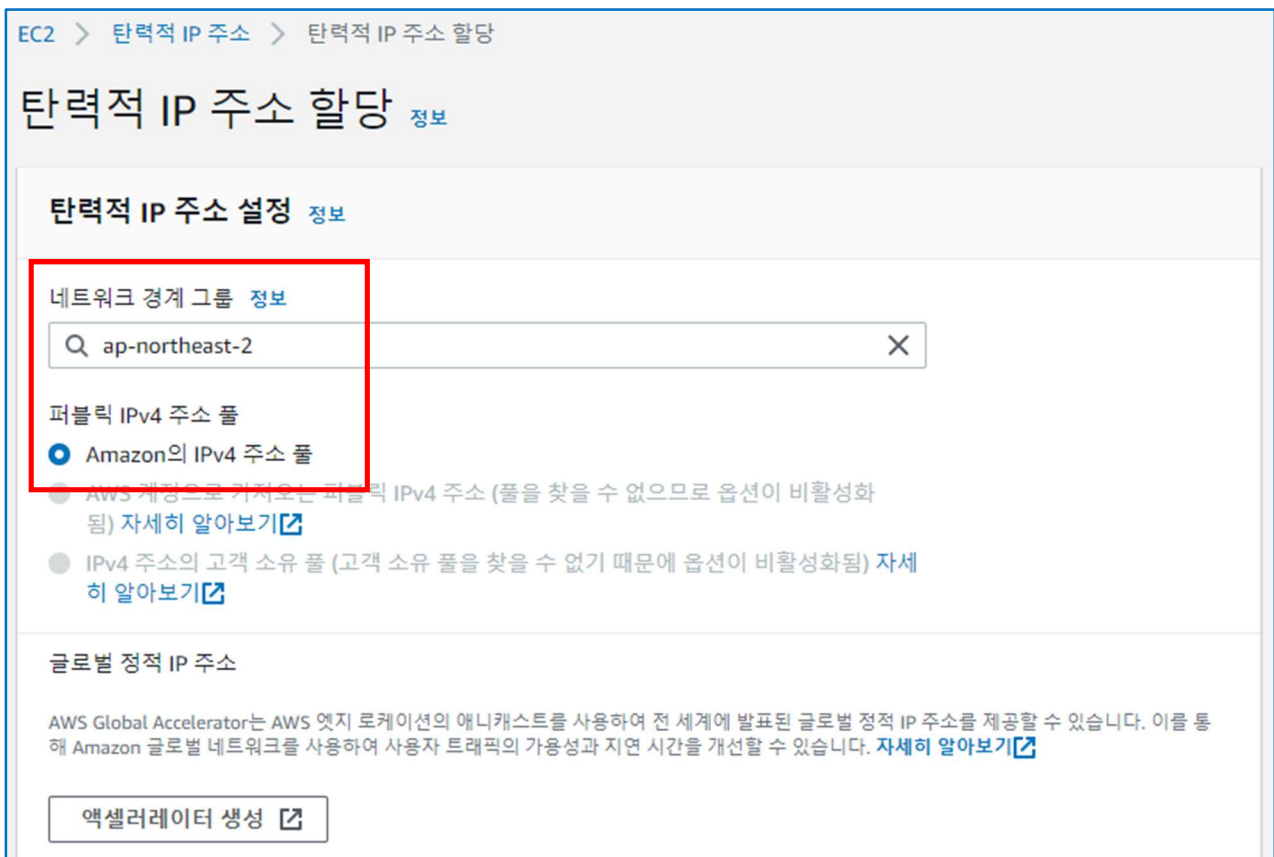 EC2 > 탄력적 IP 주소 > 탄력적 IP 주소 할당
탄력적 IP 주소 할당 정보
탄력적 IP 주소 설정 정보
네트워크 경계 그룹 정보
ap-northeast-2
퍼블릭 IPv4 주소 풀
Amazon의 IPv4 주소 풀
AWS 계정으로 가져오는 퍼블릭 IPv4 주소 (풀을 찾을 수 없으므로 옵션이 비활성화
됨) 자세히 알아보기
IPv4 주소의 고객 소유 풀 (고객 소유 풀을 찾을 수 없기 때문에 옵션이 비활성화됨) 자세
히 알아보기
글로벌 정적 IP 주소
AWS Global Accelerator는 AWS 엣지 로케이션의 애니캐스트를 사용하여 전 세계에 발표된 글로벌 정적 IP 주소를 제공할 수 있습니다. 이를 통
해 Amazon 글로벌 네트워크를 사용하여 사용자 트래픽의 가용성과 지연 시간을 개선할 수 있습니다. 자세히 알아보기
액셀러레이터 생성